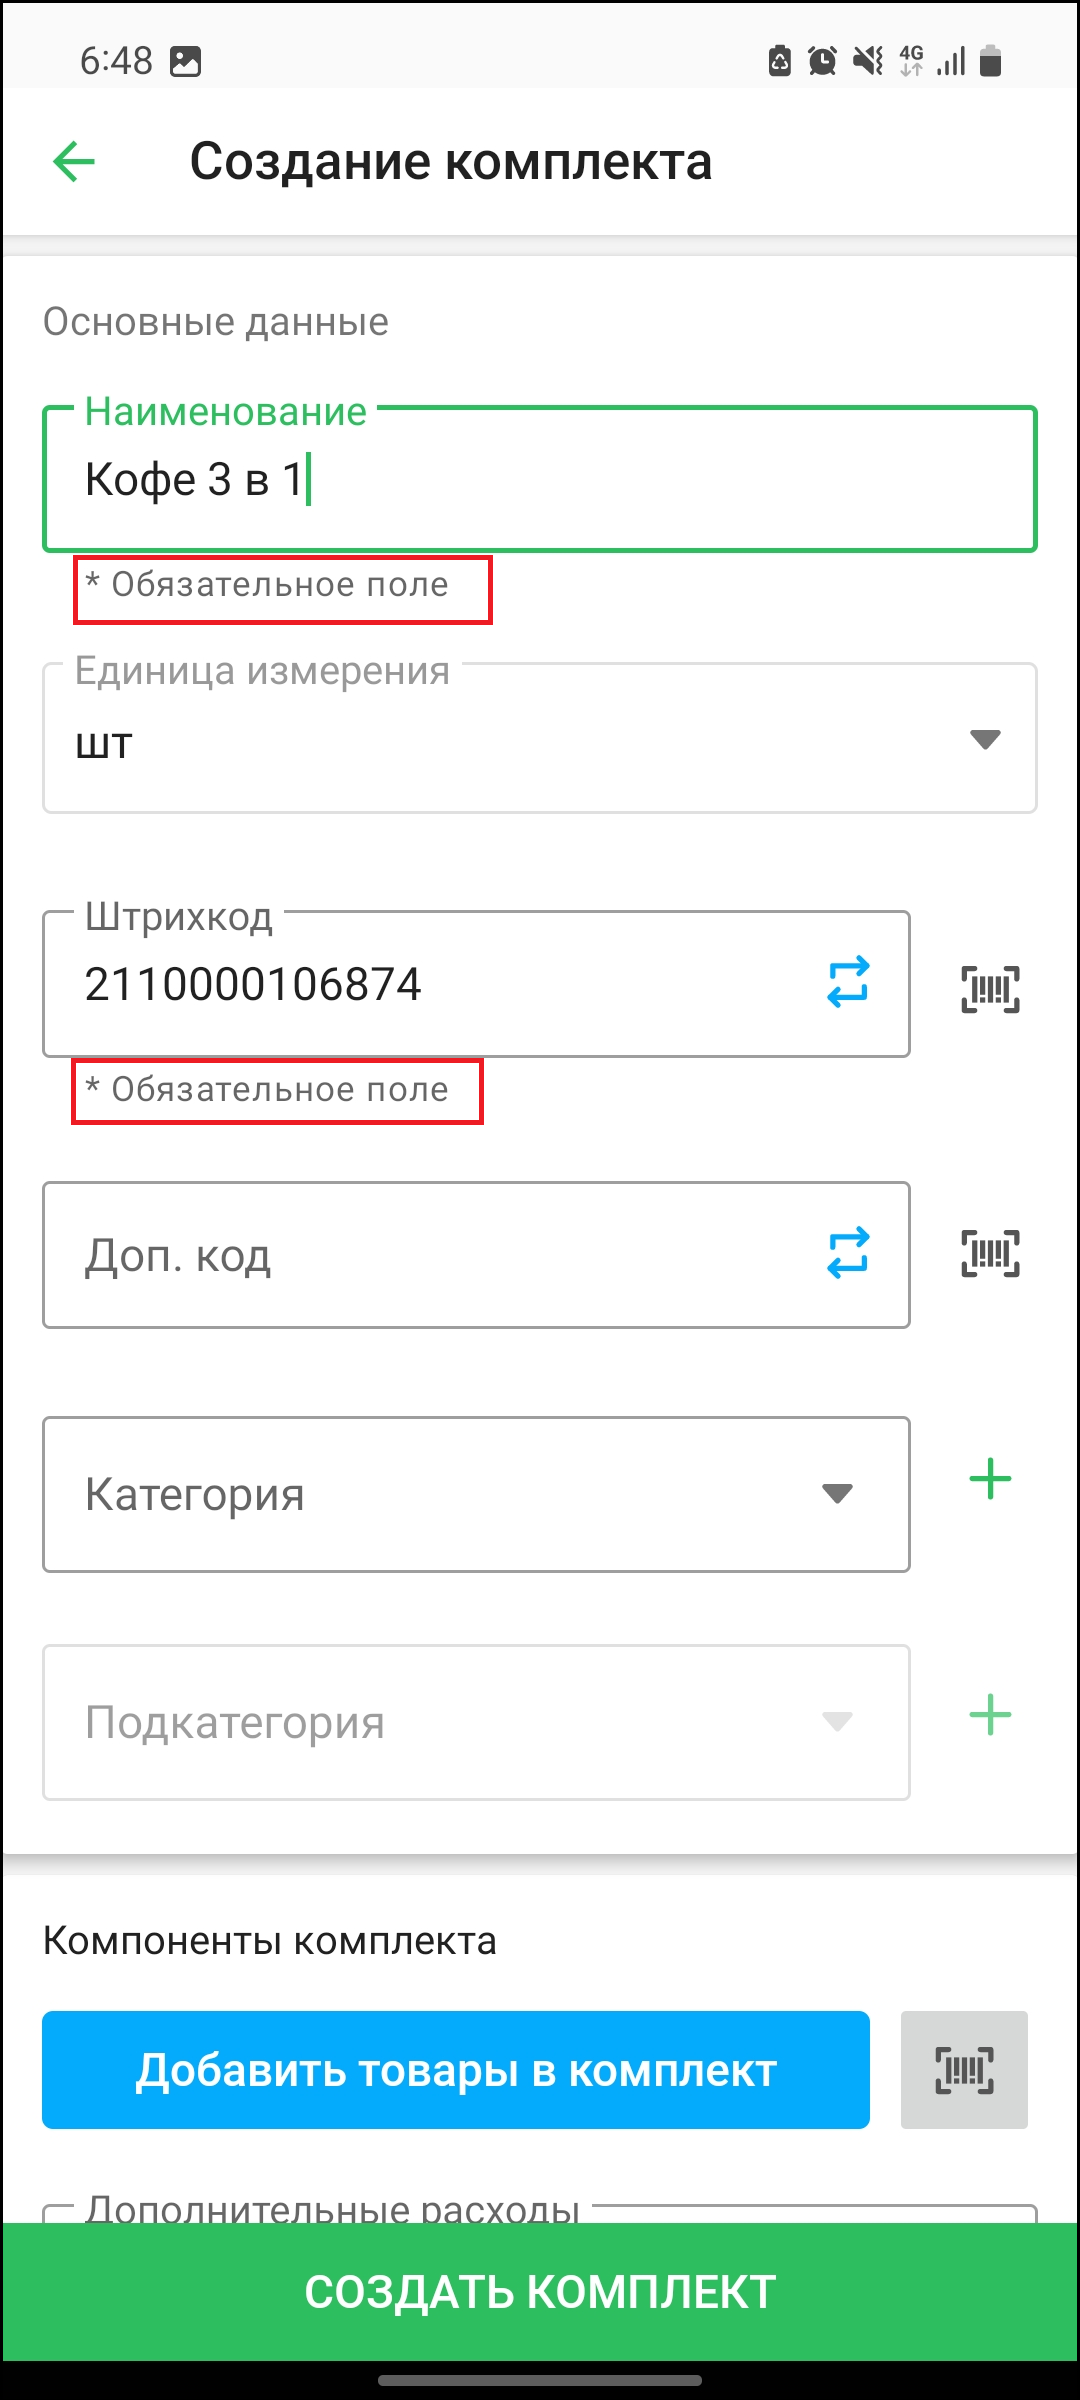 6:48
4G
Создание комплекта
Основные данные
Наименование
Кофе 3 в 1
* Обязательное поле
Единица измерения
шт
Штрихкод
2110000106874
* Обязательное поле
Доп. код
Категория
Подкатегория
Компоненты комплекта
Добавить товары в комплект
Дополнительные расходы
СОЗДАТЬ КОМПЛЕКТ